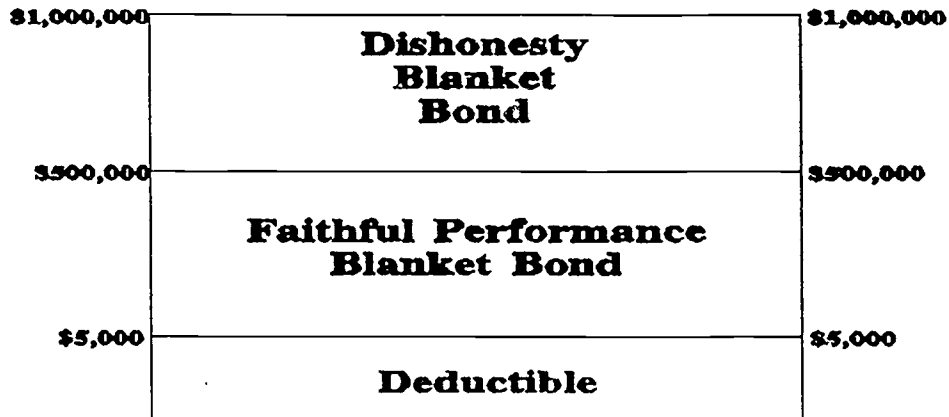 $1,000,000 $1,000,000
Dishonesty
Blanket
Bond
$500,000 $500,000
Faithful Performance
Blanket Bond
$5,000 $5,000
Deductible